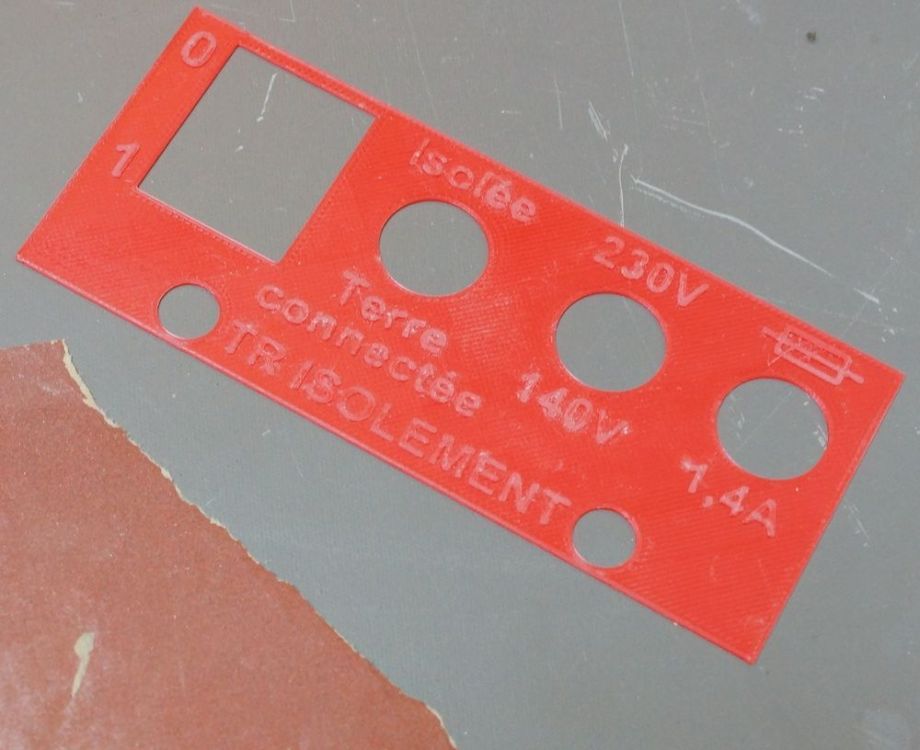 0
1
Isolée
Terre
connectée
230V
140V
1,4A
TR ISOLEMENT